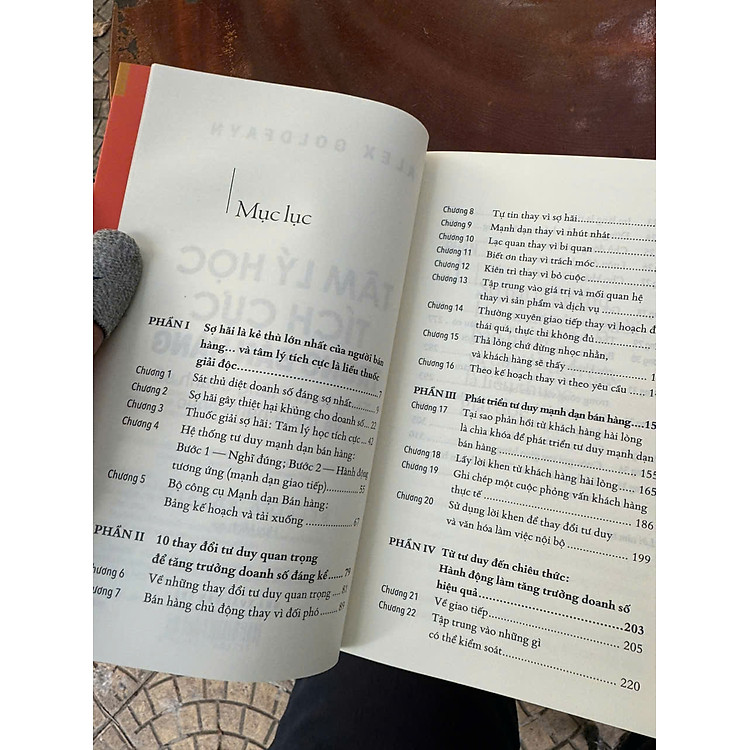 ALEX GOLDFAYN
TÂM LÝ HỌC
TÍCH CỰC
Mục lục
PHẦN I Sợ hãi là kẻ thù lớn nhất của người bán
hàng... và tâm lý tích cực là liều thuốc
giải độc.....7
Chương 1 Sát thủ diệt doanh số đáng sợ nhất.....9
Chương 2 Sợ hãi gây thiệt hại khủng cho doanh số...22
Chương 3 Thuốc giải sợ hãi: Tâm lý học tích cực....42
Chương 4 Hệ thống tư duy mạnh dạn bán hàng:
Bước 1 — Nghĩ đúng; Bước 2 — Hành động
tương ứng (mạnh dạn giao tiếp).....55
Chương 5 Bộ công cụ Mạnh dạn Bán hàng:
Bảng kế hoạch và tải xuống.....67
PHẦN II 10 thay đổi tư duy quan trọng
để tăng trưởng doanh số đáng kể.....79
Chương 6 Về những thay đổi tư duy quan trọng.....81
Chương 7 Bán hàng chủ động thay vì đối phó.....89
Chương 8 Tự tin thay vì sợ hãi
Chương 9 Mạnh dạn thay vì nhút nhát
Chương 10 Lạc quan thay vì bi quan
Chương 11 Biết ơn thay vì trách móc
Chương 12 Kiên trì thay vì bỏ cuộc
Chương 13 Tập trung vào giá trị và mối quan hệ
thay vì sản phẩm và dịch vụ
Chương 14 Thường xuyên giao tiếp thay vì hoạch đ
thái quá, thực thi không đủ
Chương 15 Thả lỏng chứ đừng nhọc nhằn,
và khách hàng sẽ thấy
Chương 16 Theo kế hoạch thay vì theo yêu cầu
PHẦN III Phát triển tư duy mạnh dạn bán hàng....15
Chương 17 Tại sao phản hồi từ khách hàng hài lòng
là chìa khóa để phát triển tư duy mạnh dạn
bán hàng.....155
Chương 18 Lấy lời khen từ khách hàng hài lòng....165
Chương 19 Ghi chép một cuộc phỏng vấn khách hàng
thực tế.....186
Chương 20 Sử dụng lời khen để thay đổi tư duy
và văn hóa làm việc nội bộ.....199
PHẦN IV Từ tư duy đến chiêu thức:
Hành động làm tăng trưởng doanh số
hiệu quả.....203
Chương 21 Về giao tiếp.....205
Chương 22 Tập trung vào những gì
có thể kiểm soát.....220